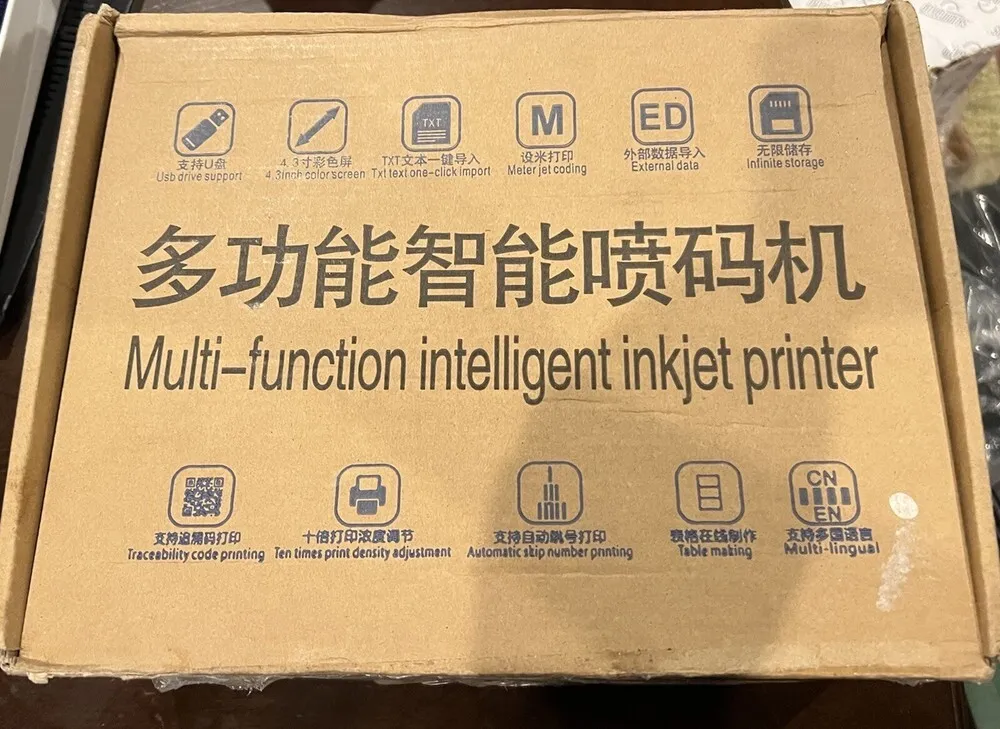 TXT
M
ED
支持U盘
Usb drive support
4.3寸彩色屏
4.3inch color screen
TXT文本一键导入
Txt text one-click import
设米打印
Meter jet coding
外部数据导入
External data
无限储存
Infinite storage
多功能智能喷码机
Multi-function intelligent inkjet printer
CN
EN
支持追溯码打印
Traceability code printing
十倍打印浓度调节
Ten times print density adjustment
支持自动跳号打印
Automatic skip number printing
表格在线制作
Table making
支持多国语言
Multi-lingual